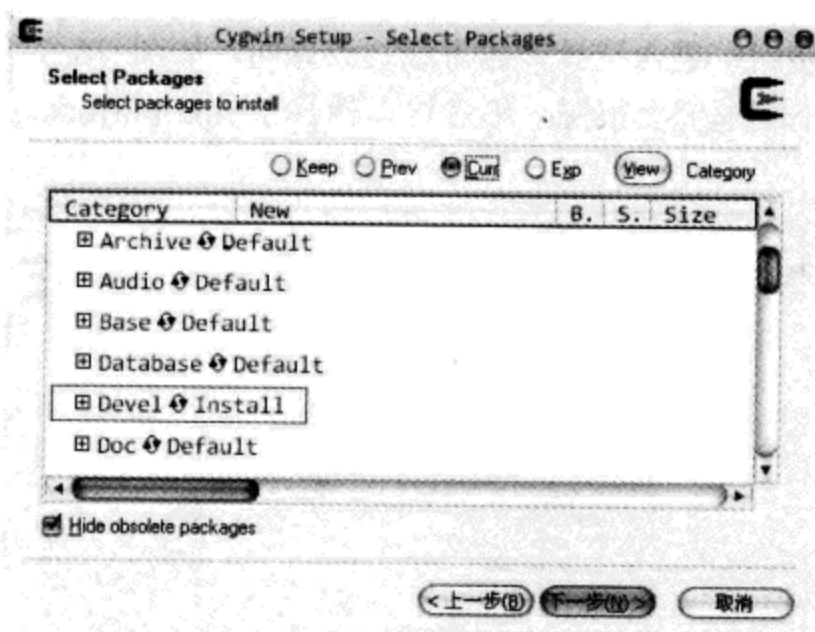 Cygwin Setup - Select Packages
Select Packages
Select packages to install
Keep Prev Curr Exp View Category
Category New B. S. Size
Archive Default
Audio Default
Base Default
Database Default
Devel Install
Doc Default
Hide obsolete packages
<上一步(B) 下一步(N)> 取消